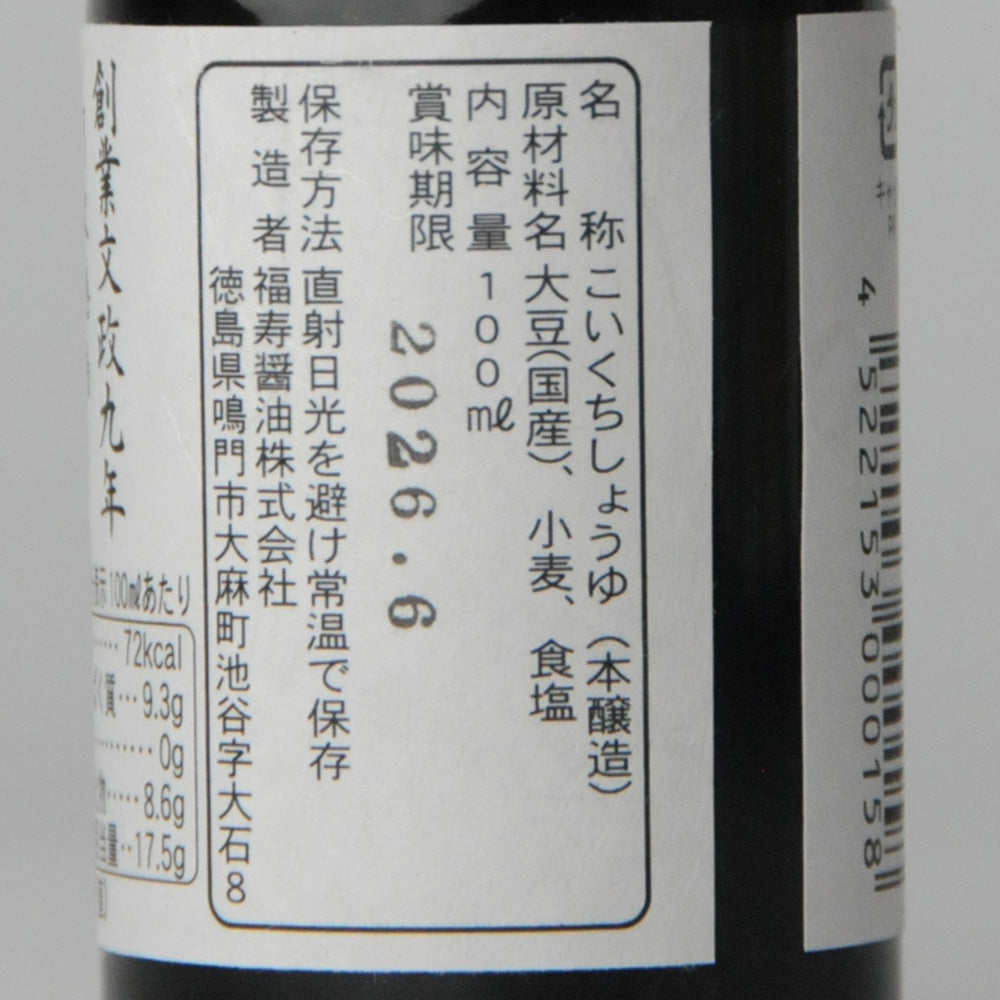 名称 こいくちしょうゆ（本醸造）
原材料名 大豆（国産）、小麦、食塩
内容量 100㎖
賞味期限 2026.6
保存方法 直射日光を避け常温で保存
製造者 福寿醤油株式会社
徳島県鳴門市大麻町池谷字大石8
創業文政九年
100㎖あたり
72kcal
質…9.3g
0g
8.6g
量…17.5g
4522153000158